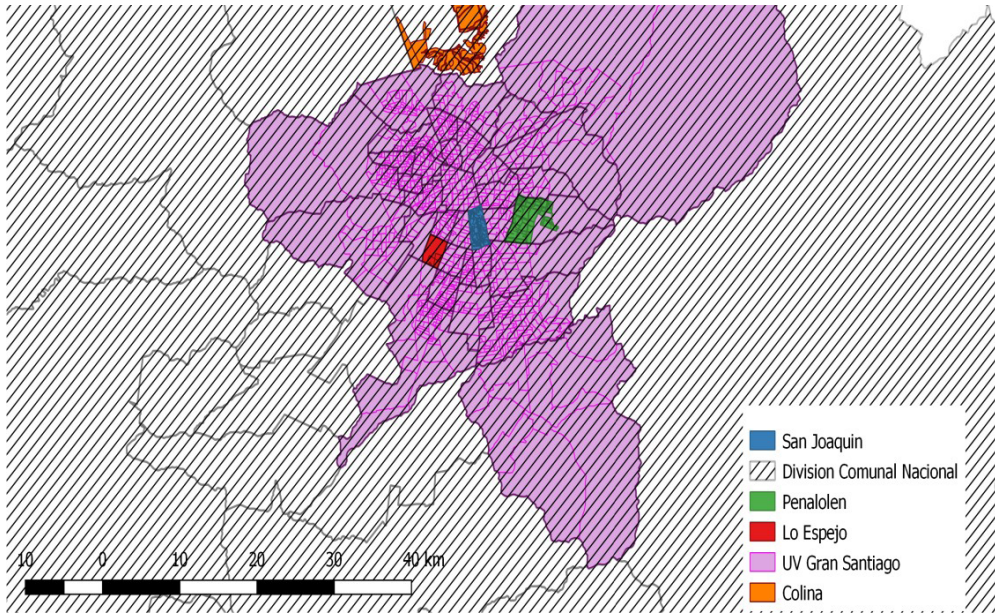 San Joaquin
Division Comunal Nacional
Penalolen
Lo Espejo
UV Gran Santiago
Colina
10 0 10 20 30 40 km